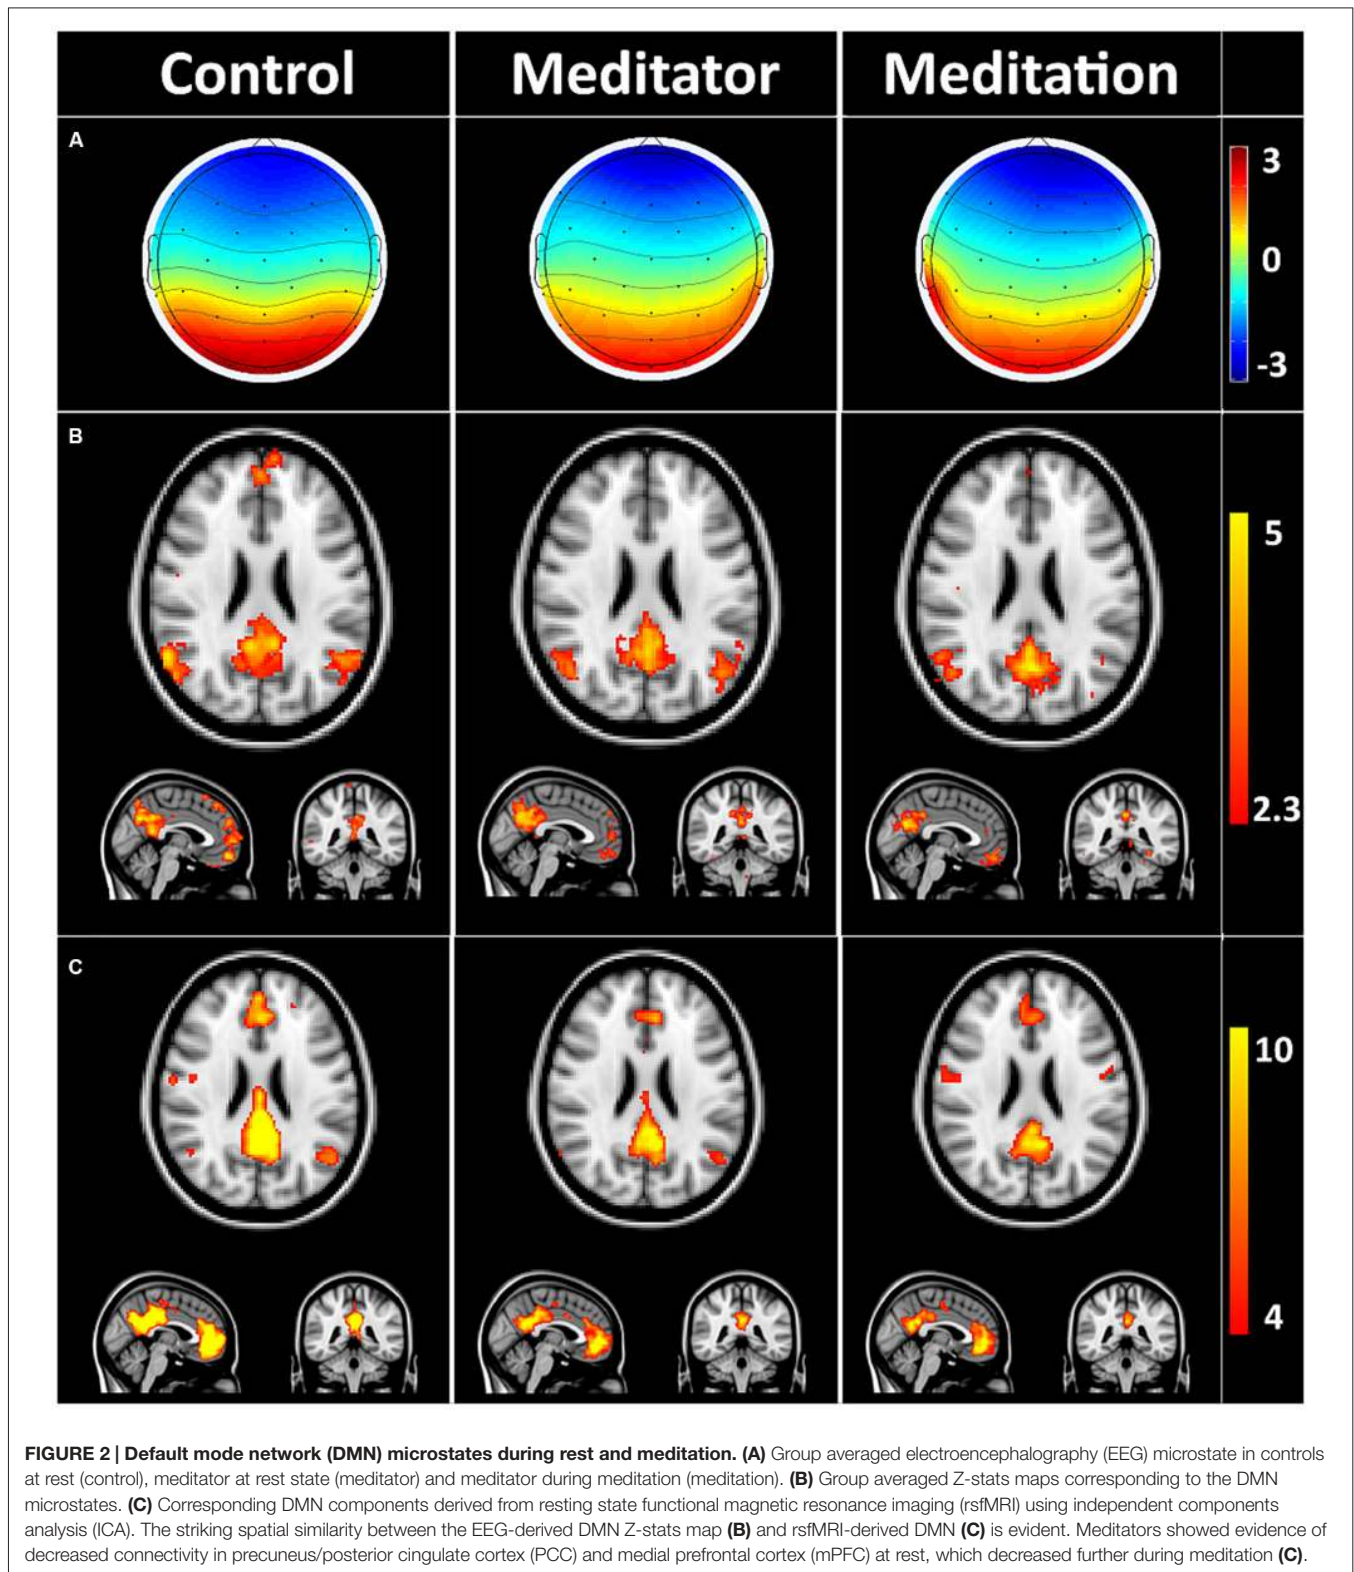 Control Meditator Meditation
A
3
0
-3
B
5
2.3
C
10
4
FIGURE 2 | Default mode network (DMN) microstates during rest and meditation. (A) Group averaged electroencephalography (EEG) microstate in controls
at rest (control), meditator at rest state (meditator) and meditator during meditation (meditation). (B) Group averaged Z-stats maps corresponding to the DMN
microstates. (C) Corresponding DMN components derived from resting state functional magnetic resonance imaging (rsfMRI) using independent components
analysis (ICA). The striking spatial similarity between the EEG-derived DMN Z-stats map (B) and rsfMRI-derived DMN (C) is evident. Meditators showed evidence of
decreased connectivity in precuneus/posterior cingulate cortex (PCC) and medial prefrontal cortex (mPFC) at rest, which decreased further during meditation (C).